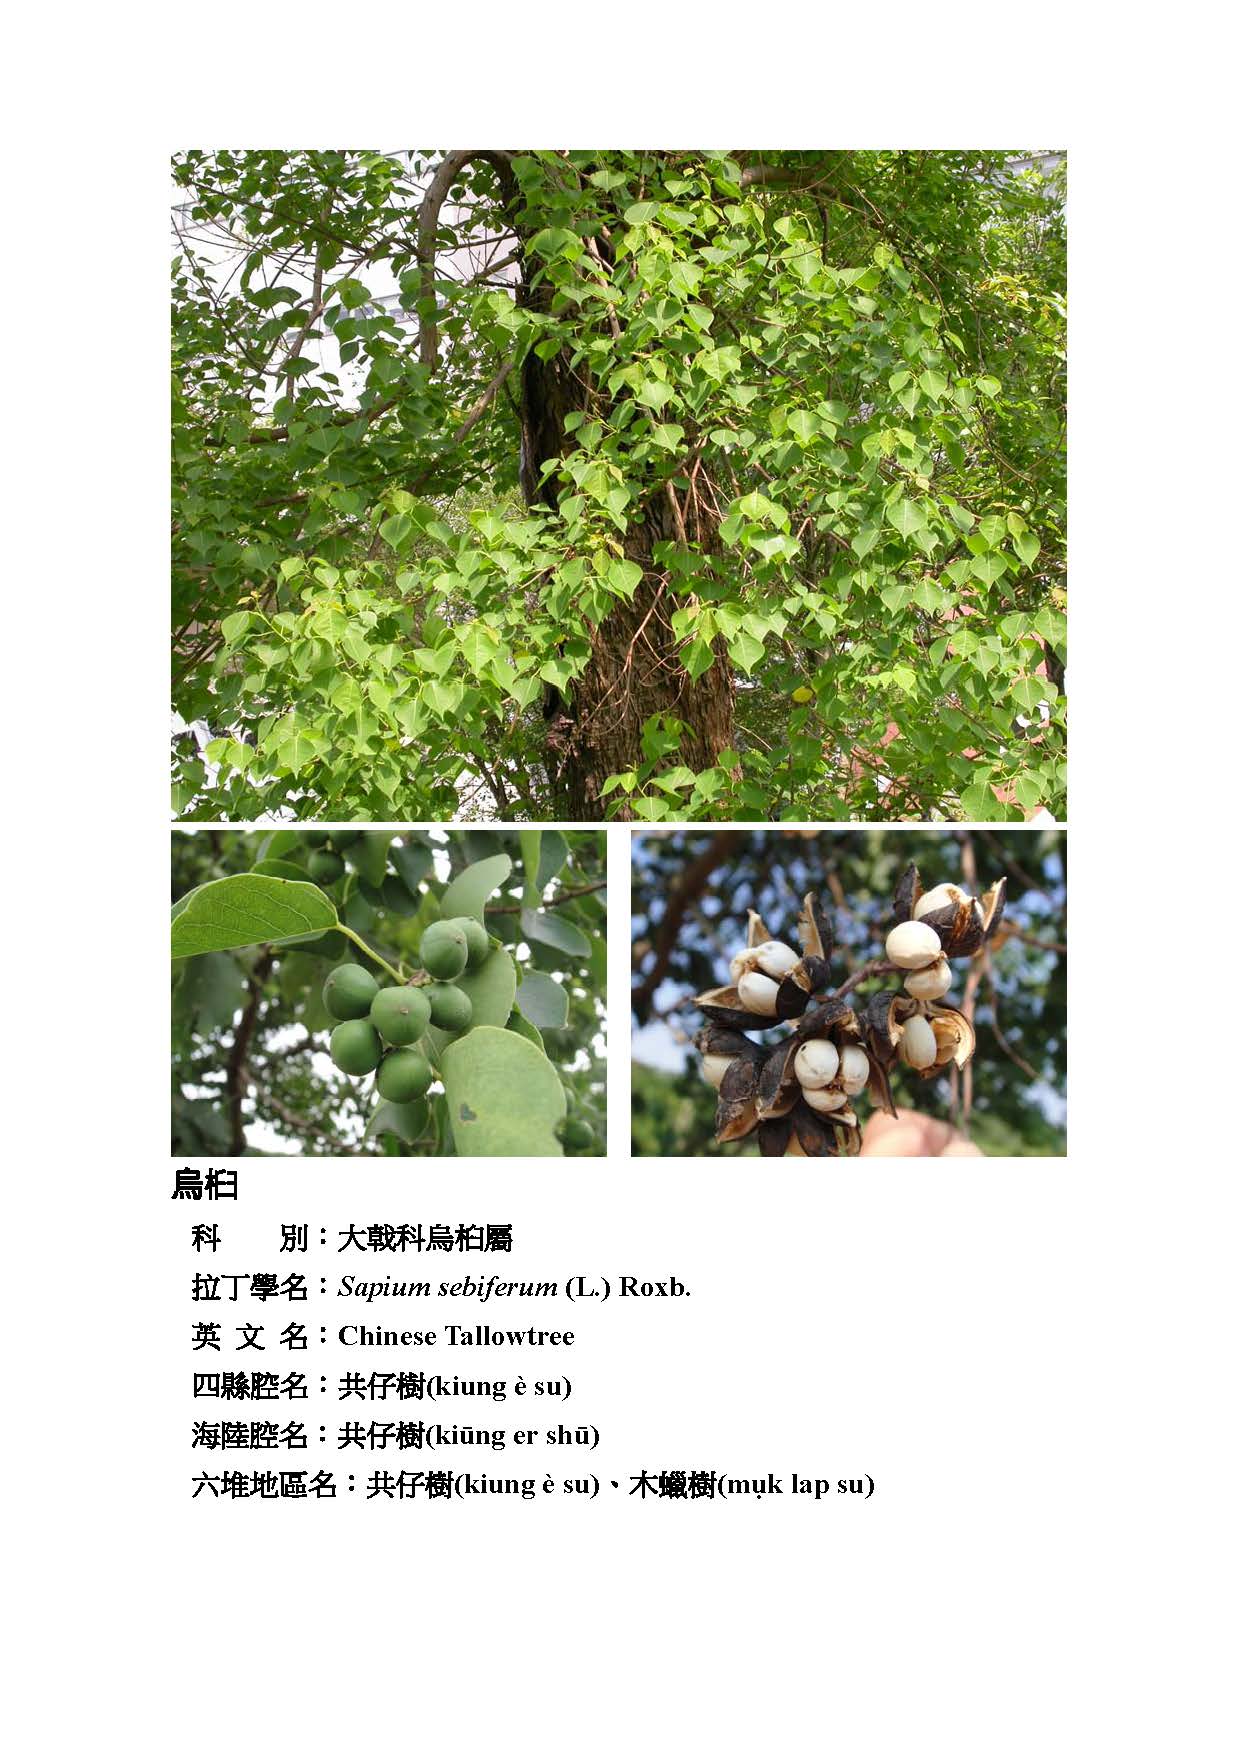 烏桕
科　　別：大戟科烏桕屬
拉丁學名：Sapium sebiferum (L.) Roxb.
英 文 名：Chinese Tallowtree
四縣腔名：共仔樹(kiung è su)
海陸腔名：共仔樹(kiūng er shū)
六堆地區名：共仔樹(kiung è su)、木蠟樹(mụk lap su)